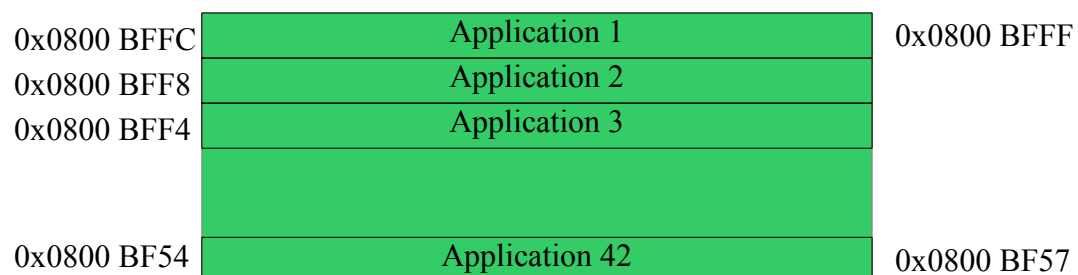 0x0800 BFFC Application 1 0x0800 BFFF
0x0800 BFF8 Application 2
0x0800 BFF4 Application 3
0x0800 BF54 Application 42 0x0800 BF57